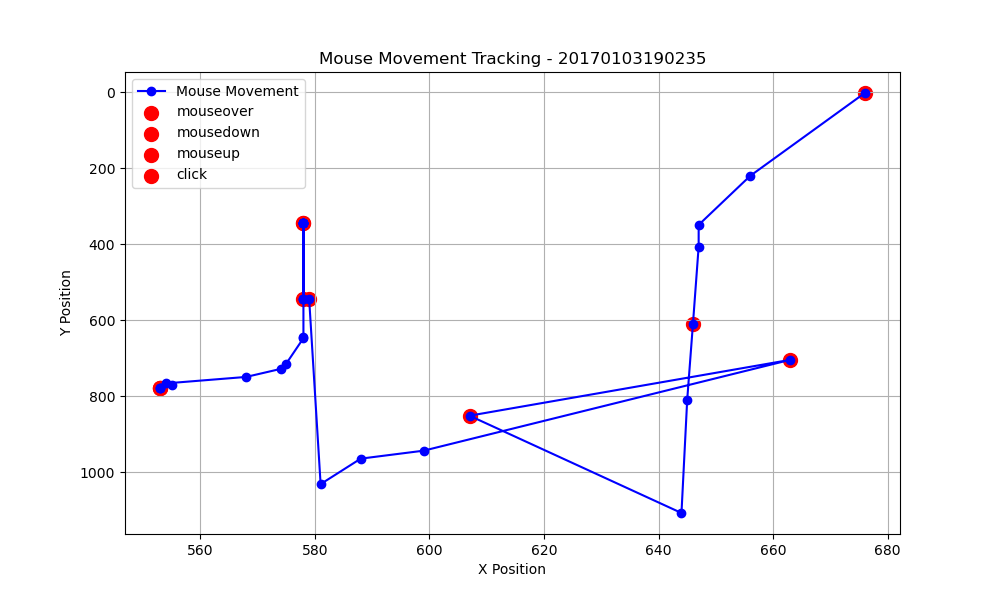 Mouse Movement Tracking - 20170103190235
Mouse Movement
mouseover
mousedown
mouseup
click
0
200
400
600
800
1000
Y Position
560
580
600
620
640
660
680
X Position